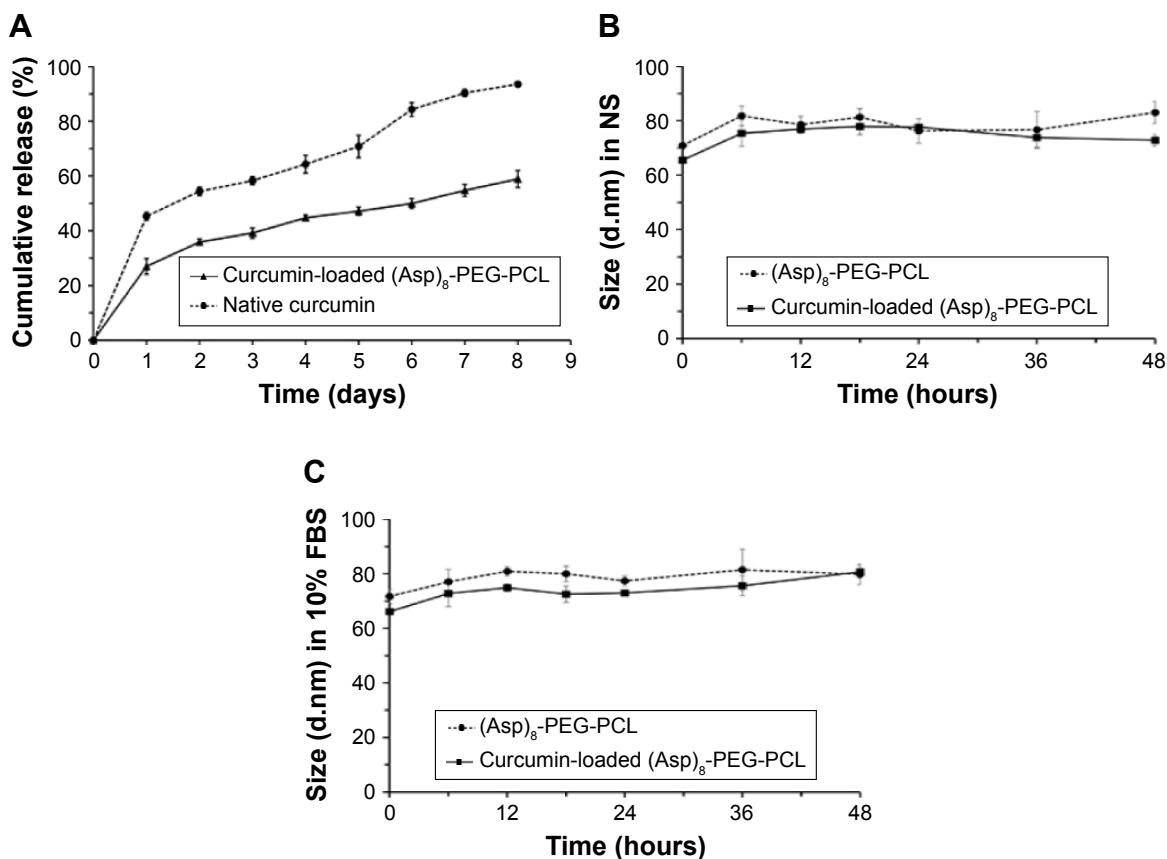 A
Cumulative release (%)
100
80
60
40
20
0
Curcumin-loaded (Asp)₈-PEG-PCL
Native curcumin
0 1 2 3 4 5 6 7 8 9
Time (days)
B
Size (d.nm) in NS
100
80
60
40
20
0
(Asp)₈-PEG-PCL
Curcumin-loaded (Asp)₈-PEG-PCL
0 12 24 36 48
Time (hours)
C
Size (d.nm) in 10% FBS
100
80
60
40
20
0
(Asp)₈-PEG-PCL
Curcumin-loaded (Asp)₈-PEG-PCL
0 12 24 36 48
Time (hours)